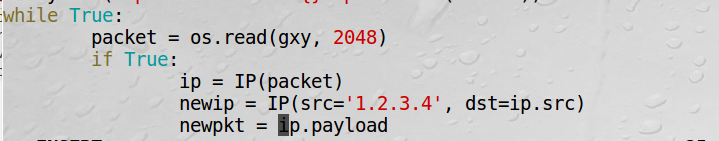 while True:
packet = os.read(gxy, 2048)
if True:
ip = IP(packet)
newip = IP(src='1.2.3.4', dst=ip.src)
newpkt = ip.payload